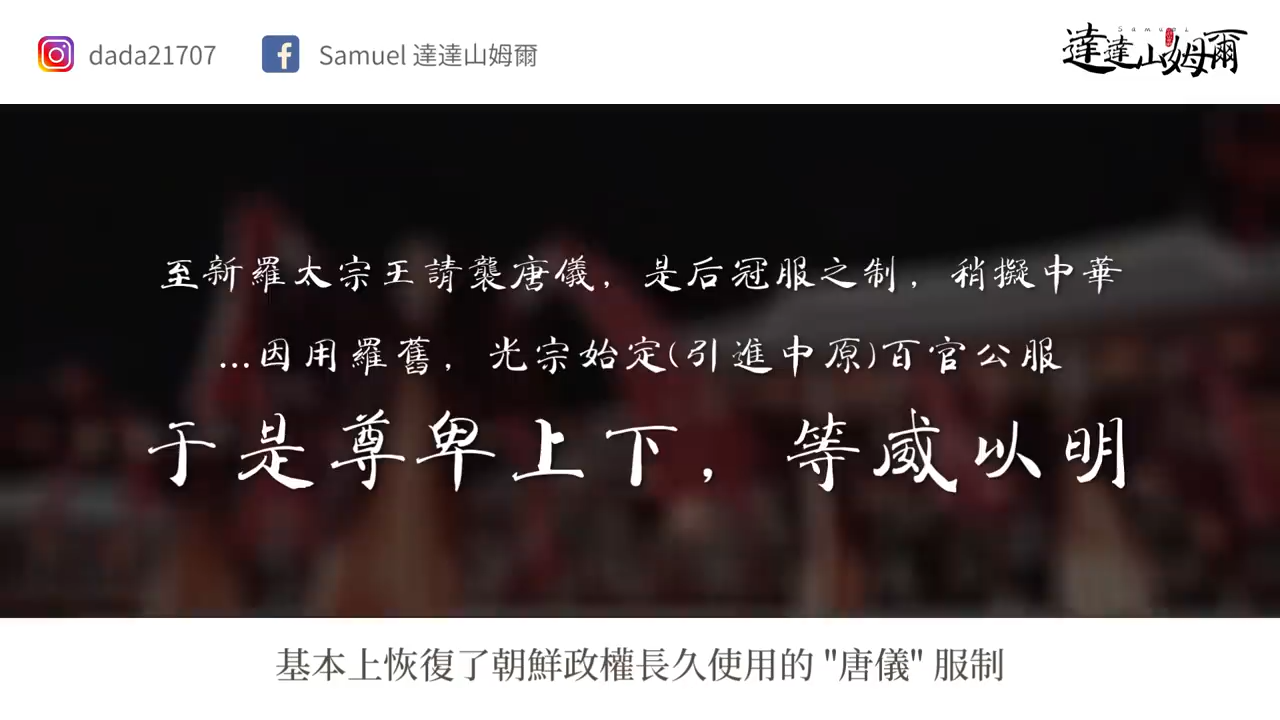 dada21707
Samuel 達達山姆爾
Samuel
達達山姆爾
至新羅太宗王請襲唐儀，是后冠服之制，稍擬中華
...因用羅舊，光宗始定(引進中原)百官公服
于是尊卑上下，等威以明
基本上恢復了朝鮮政權長久使用的 "唐儀" 服制